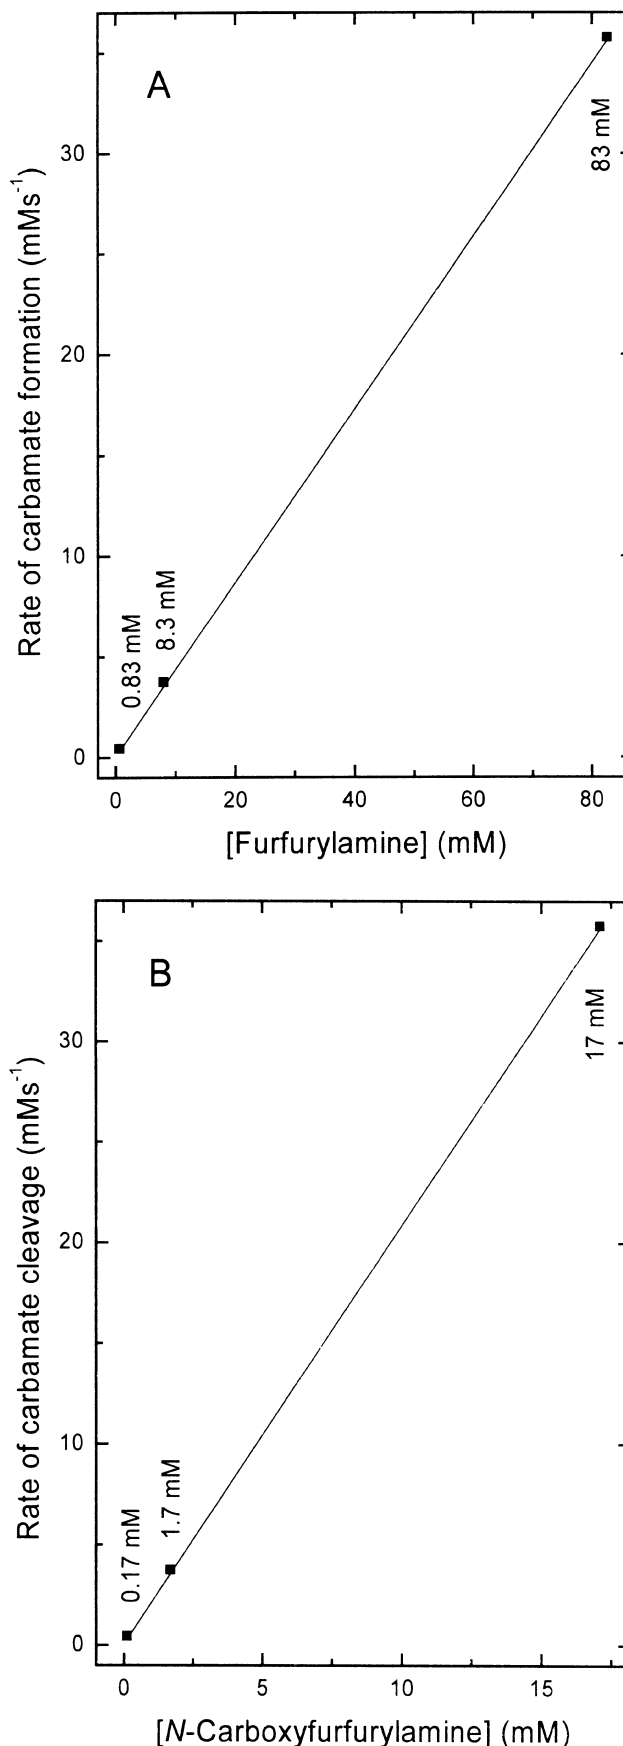 A
Rate of carbamate formation (mMs⁻¹)
30
20
10
0
0.83 mM
8.3 mM
83 mM
0
20
40
60
80
[Furfurylamine] (mM)
B
Rate of carbamate cleavage (mMs⁻¹)
30
20
10
0
0.17 mM
1.7 mM
17 mM
0
5
10
15
[N-Carboxyfurfurylamine] (mM)